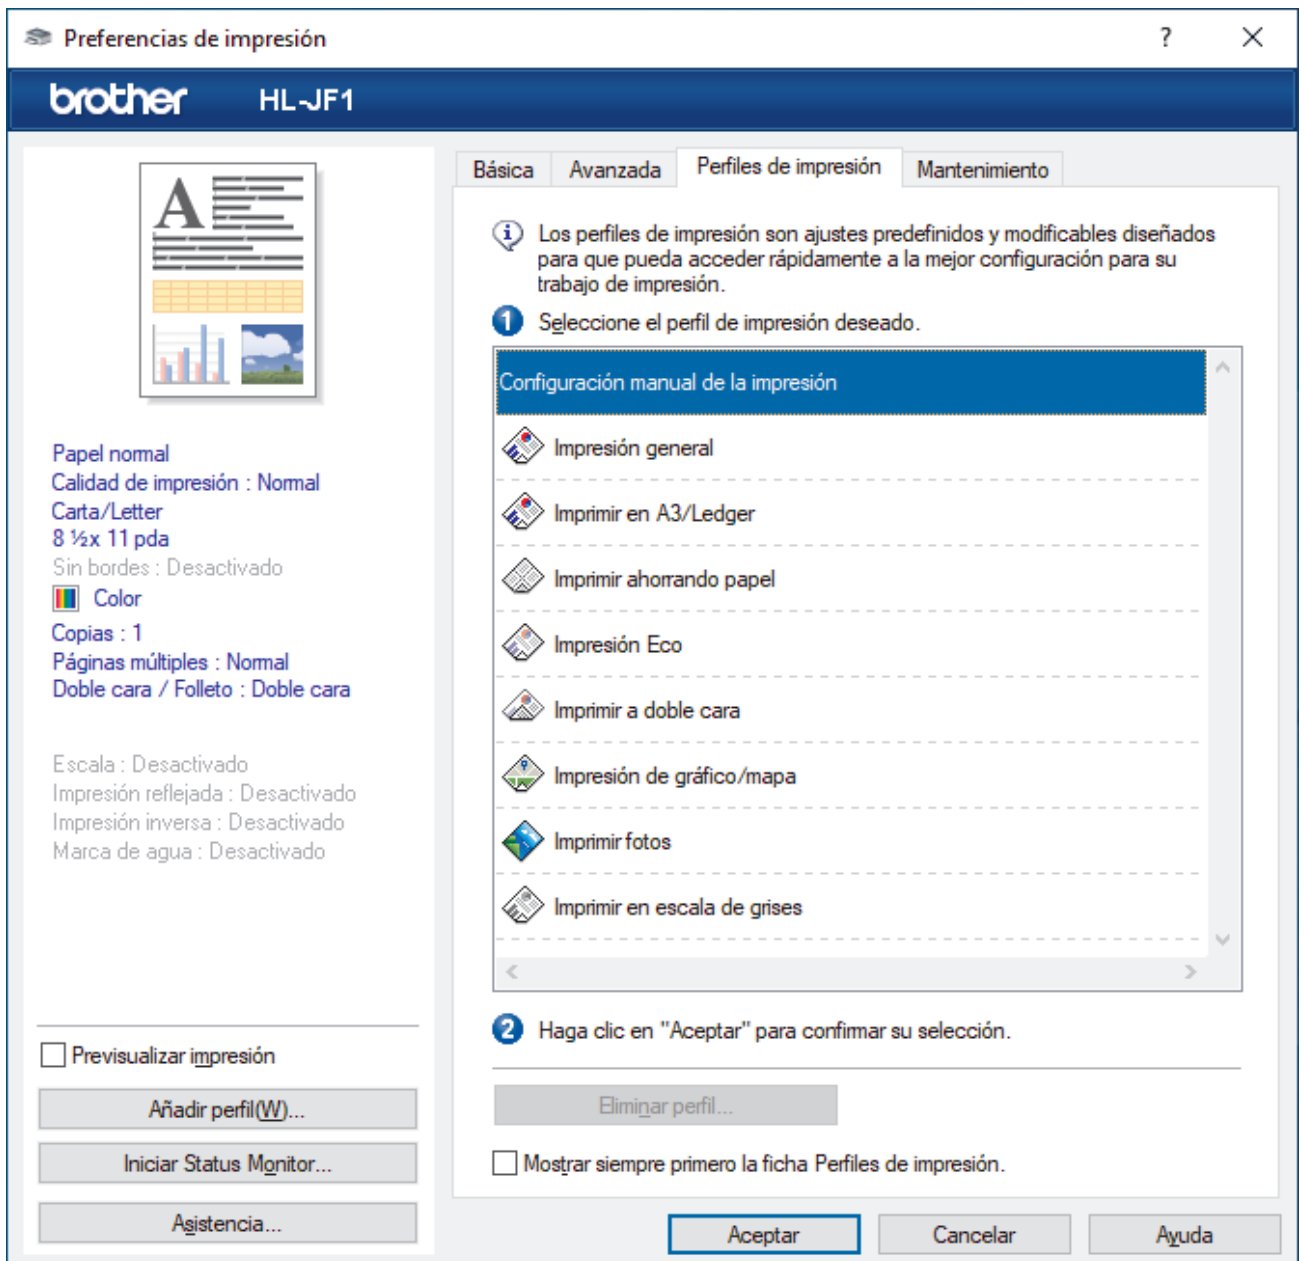 Preferencias de impresión
?
brother HL-JF1
A
Papel normal
Calidad de impresión : Normal
Carta/Letter
8 ½x 11 pda
Sin bordes : Desactivado
Color
Copias : 1
Páginas múltiples : Normal
Doble cara / Folleto : Doble cara
Escala : Desactivado
Impresión reflejada : Desactivado
Impresión inversa : Desactivado
Marca de agua : Desactivado
Previsualizar impresión
Añadir perfil(W)...
Iniciar Status Monitor...
Asistencia...
Básica Avanzada Perfiles de impresión Mantenimiento
Los perfiles de impresión son ajustes predefinidos y modificables diseñados
para que pueda acceder rápidamente a la mejor configuración para su
trabajo de impresión.
1 Seleccione el perfil de impresión deseado.
Configuración manual de la impresión
Impresión general
Imprimir en A3/Ledger
Imprimir ahorrando papel
Impresión Eco
Imprimir a doble cara
Impresión de gráfico/mapa
Imprimir fotos
Imprimir en escala de grises
2 Haga clic en "Aceptar" para confirmar su selección.
Eliminar perfil...
Mostrar siempre primero la ficha Perfiles de impresión.
Aceptar Cancelar Ayuda